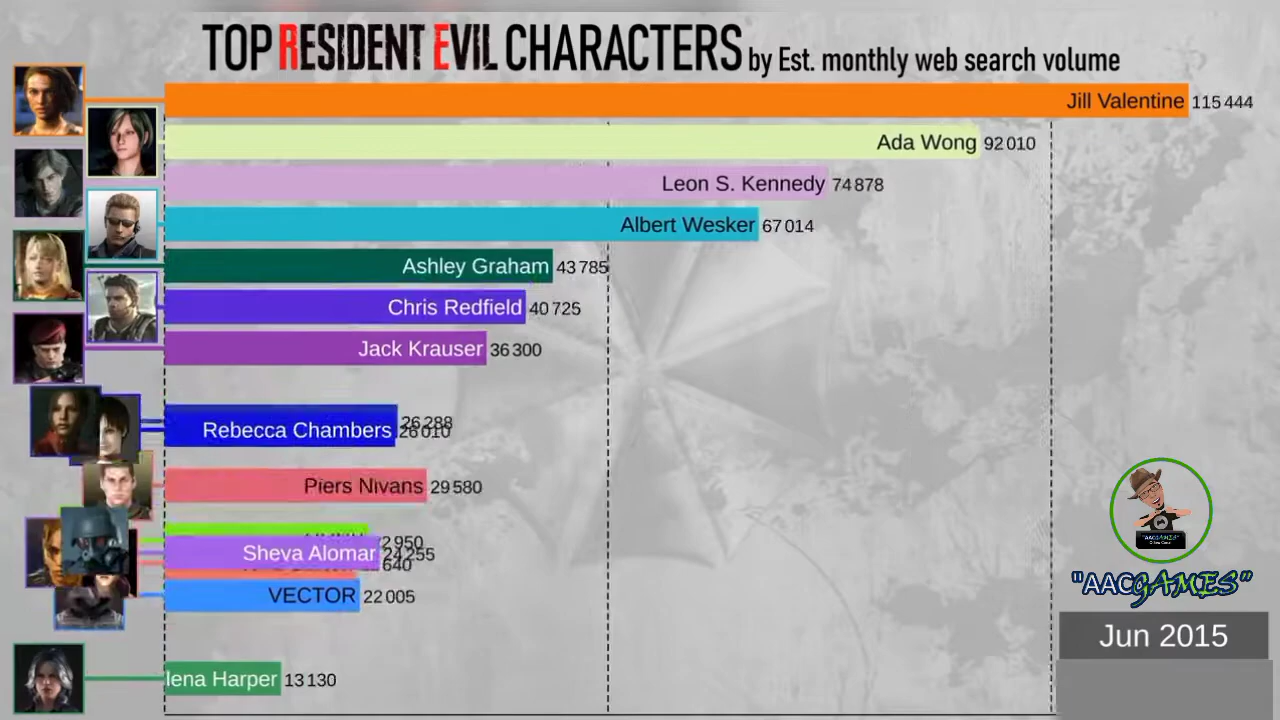 TOP RESIDENT EVIL CHARACTERS by Est. monthly web search volume
Jill Valentine 115 444
Ada Wong 92 010
Leon S. Kennedy 74 878
Albert Wesker 67 014
Ashley Graham 43 785
Chris Redfield 40 725
Jack Krauser 36 300
26 288
Rebecca Chambers 26 010
Piers Nivans 29 580
Sheva Alomar 24 255
VECTOR 22 005
"AACGAMES"
Jun 2015
lena Harper 13 130